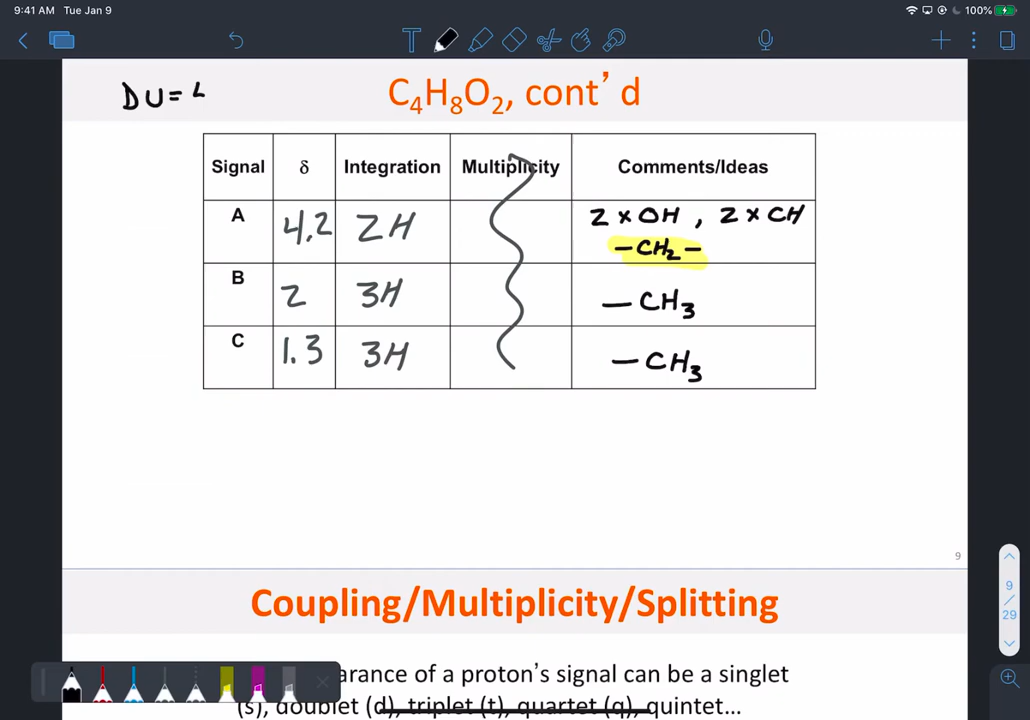 9:41 AM Tue Jan 9
100%
DU=
C₄H₈O₂, cont'd
Signal δ Integration Multiplicity Comments/Ideas
A 4.2 2H 2 × OH , 2 × CH
—CH₂—
B 2 3H —CH₃
C 1.3 3H —CH₃
9
Coupling/Multiplicity/Splitting
arance of a proton's signal can be a singlet
(s), doublet (d), triplet (t), quartet (q), quintet...
9
/
29